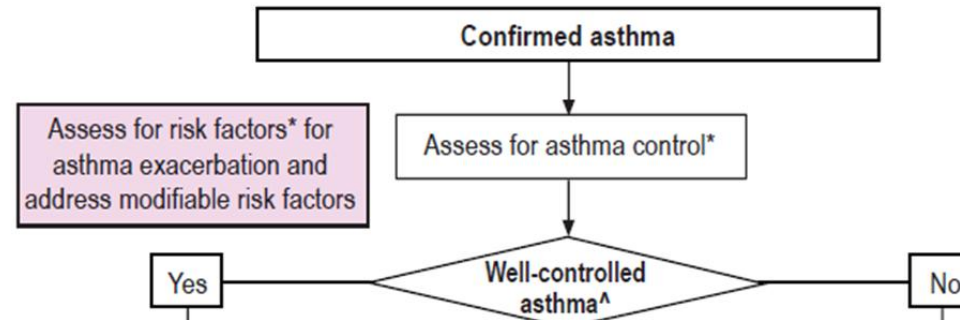 Confirmed asthma
Assess for risk factors* for
asthma exacerbation and
address modifiable risk factors
Assess for asthma control*
Yes
Well-controlled
asthma^
No